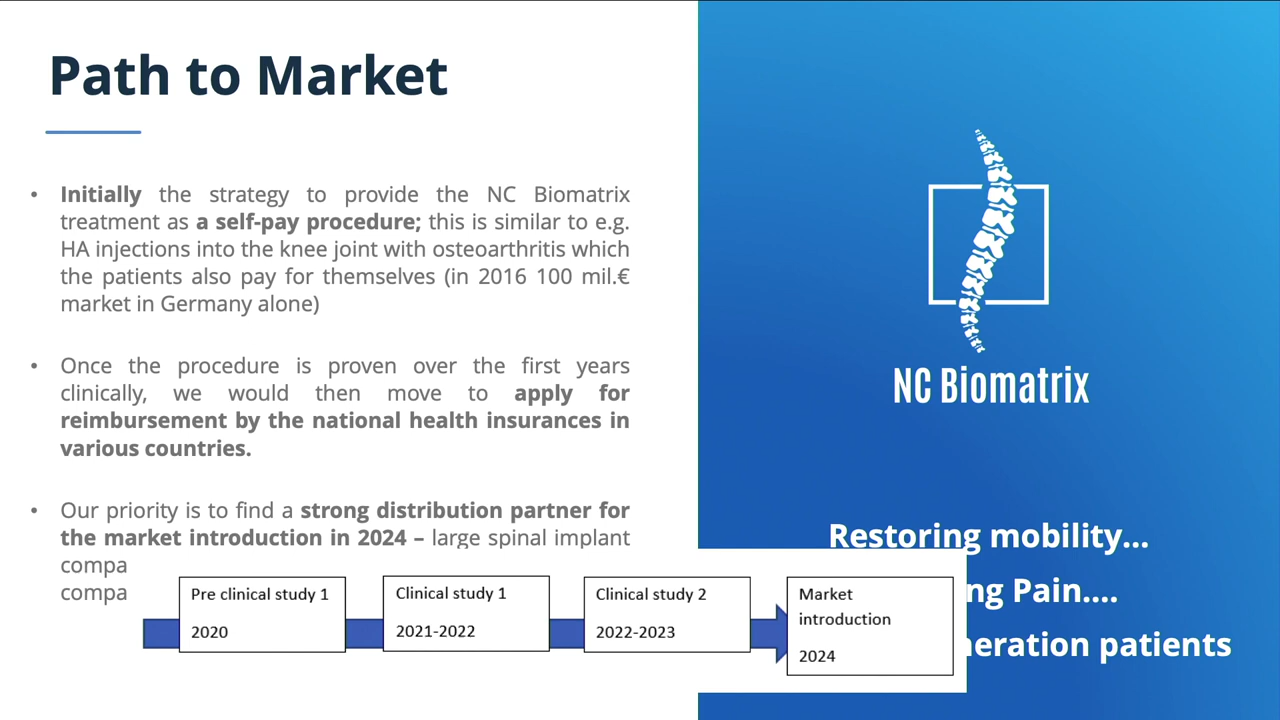 Path to Market
• Initially the strategy to provide the NC Biomatrix
treatment as a self-pay procedure; this is similar to e.g.
HA injections into the knee joint with osteoarthritis which
the patients also pay for themselves (in 2016 100 mil.€
market in Germany alone)
• Once the procedure is proven over the first years
clinically, we would then move to apply for
reimbursement by the national health insurances in
various countries.
• Our priority is to find a strong distribution partner for
the market introduction in 2024 – large spinal implant
compa
compa
Pre clinical study 1
2020
Clinical study 1
2021-2022
Clinical study 2
2022-2023
Market
introduction
2024
NC Biomatrix
Restoring mobility...
ng Pain....
neration patients